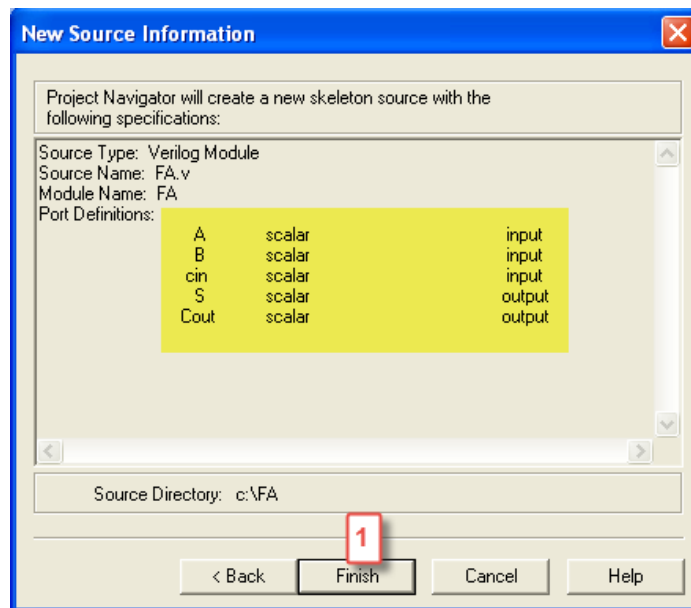 New Source Information
Project Navigator will create a new skeleton source with the
following specifications:
Source Type: Verilog Module
Source Name: FA.v
Module Name: FA
Port Definitions:
A scalar input
B scalar input
cin scalar input
S scalar output
Cout scalar output
Source Directory: c:\FA
1
< Back Finish Cancel Help